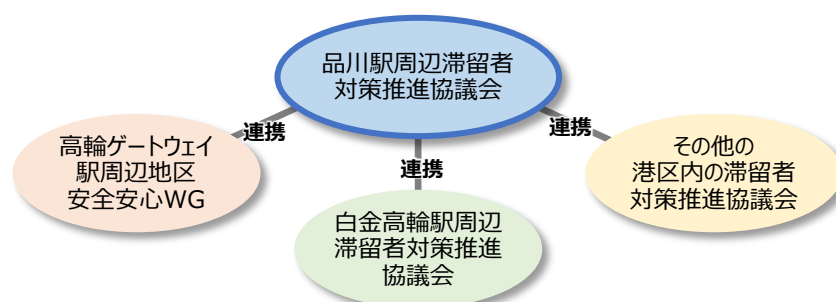 品川駅周辺滞留者
対策推進協議会
連携
連携
連携
高輪ゲートウェイ
駅周辺地区
安全安心WG
白金高輪駅周辺
滞留者対策推進
協議会
その他の
港区内の滞留者
対策推進協議会